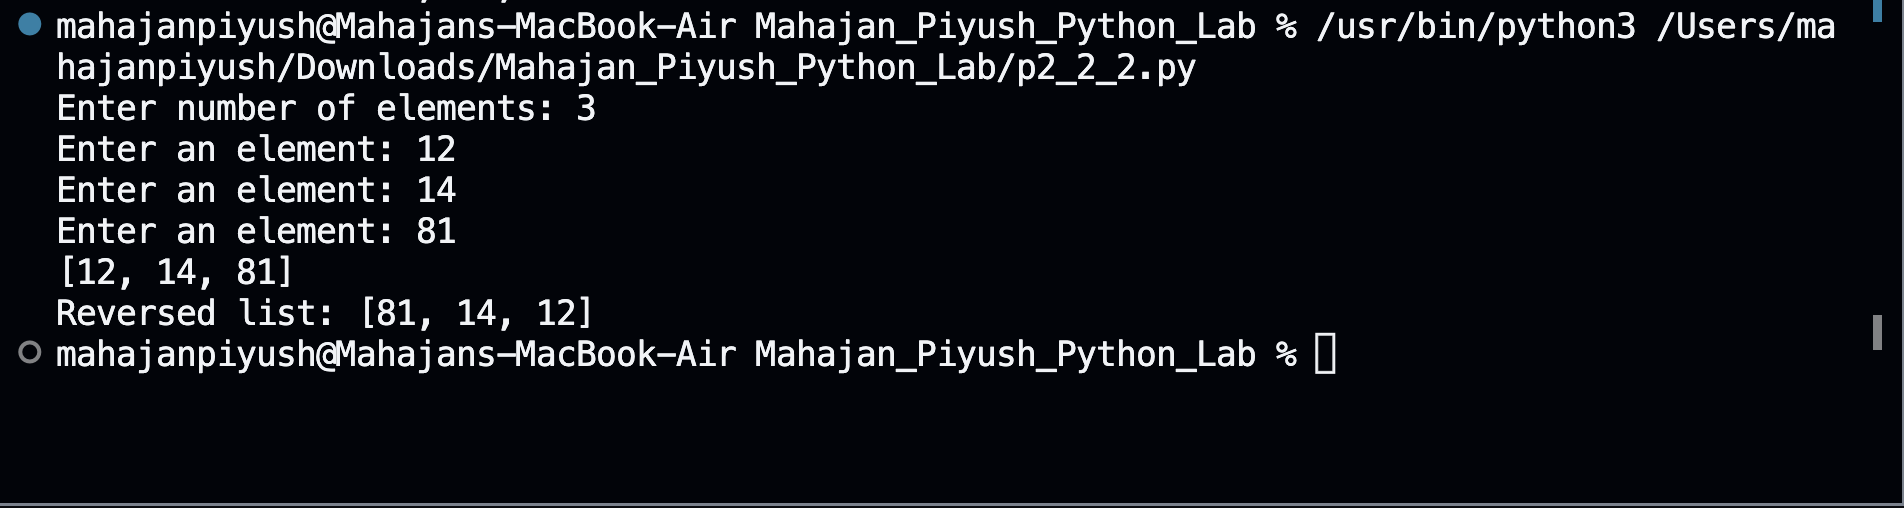 mahajanpiyush@Mahajans-MacBook-Air Mahajan_Piyush_Python_Lab % /usr/bin/python3 /Users/ma
hajanpiyush/Downloads/Mahajan_Piyush_Python_Lab/p2_2_2.py
Enter number of elements: 3
Enter an element: 12
Enter an element: 14
Enter an element: 81
[12, 14, 81]
Reversed list: [81, 14, 12]
mahajanpiyush@Mahajans-MacBook-Air Mahajan_Piyush_Python_Lab %